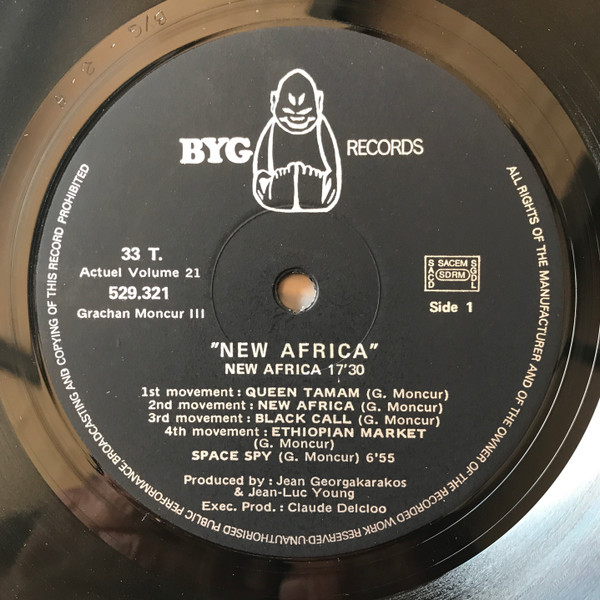 BYG RECORDS
33 T.
Actuel Volume 21
529.321
Grachan Moncur III
SACEM
SACD SDRM SGDL
Side 1
"NEW AFRICA"
NEW AFRICA 17'30
1st movement : QUEEN TAMAM (G. Moncur)
2nd movement : NEW AFRICA (G. Moncur)
3rd movement : BLACK CALL (G. Moncur)
4th movement : ETHIOPIAN MARKET
(G. Moncur)
SPACE SPY (G. Moncur) 6'55
Produced by : Jean Georgakarakos
& Jean-Luc Young
Exec. Prod. : Claude Delcloo
ALL RIGHTS OF THE MANUFACTURER AND OF THE OWNER OF THE RECORDED WORK RESERVED-UNAUTHORISED PUBLIC PERFORMANCE BROADCASTING AND COPYING OF THIS RECORD PROHIBITED